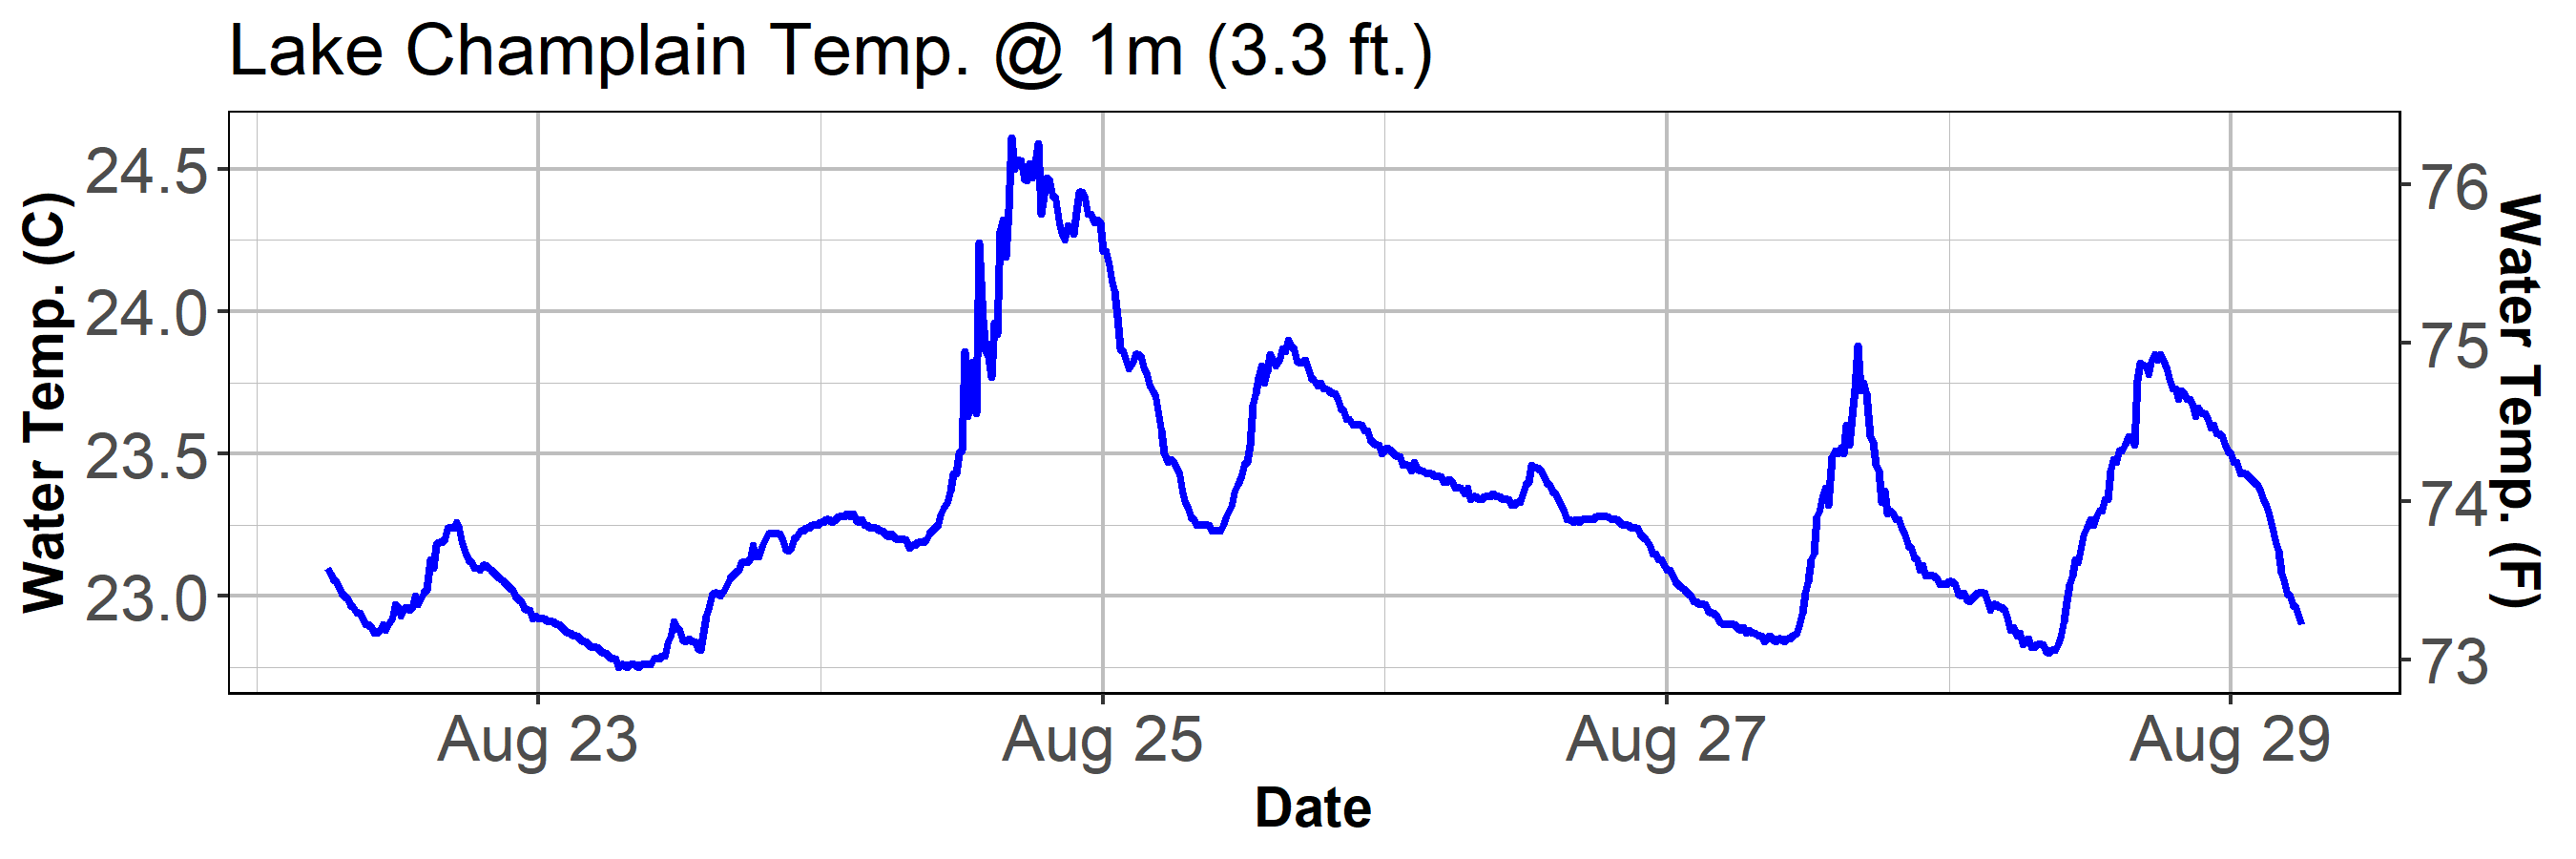 Lake Champlain Temp. @ 1m (3.3 ft.)
Water Temp. (C)
24.5
24.0
23.5
23.0
76
75
74
73
Water Temp. (F)
Aug 23 Aug 25 Aug 27 Aug 29
Date